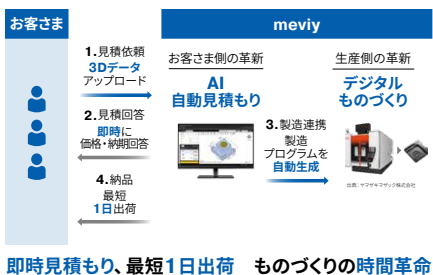 お客さま
meviy
1.見積依頼
3Dデータ
アップロード
2.見積回答
即時に
価格・納期回答
4.納品
最短
1日出荷
お客さま側の革新
AI
自動見積もり
3.製造連携
製造
プログラムを
自動生成
生産側の革新
デジタル
ものづくり
出典：ヤマザキマザック株式会社
即時見積もり、最短1日出荷　ものづくりの時間革命